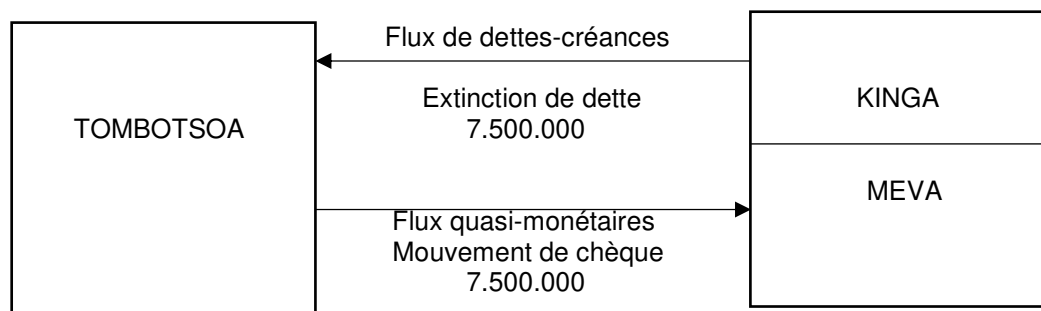 Flux de dettes-créances
Extinction de dette
7.500.000
TOMBOTSOA
KINGA
MEVA
Flux quasi-monétaires
Mouvement de chèque
7.500.000